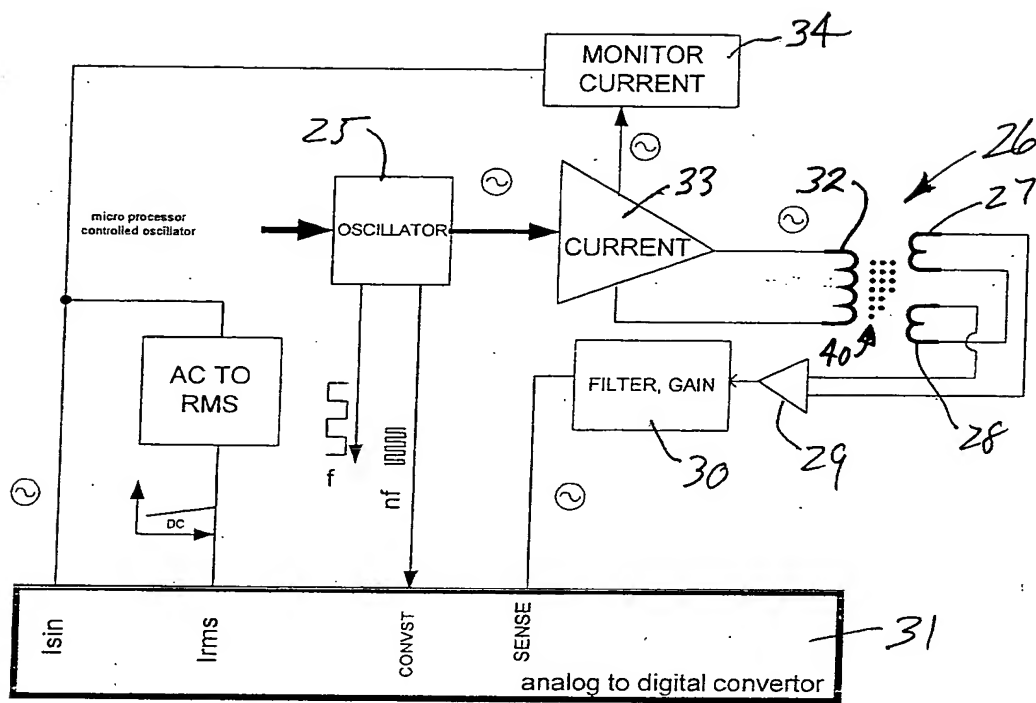 34
MONITOR
CURRENT
25
26
33
32
27
micro processor
controlled oscillator
OSCILLATOR
CURRENT
40
AC TO
RMS
FILTER, GAIN
29
28
30
f
nf
DC
Isin
Irms
CONVST
SENSE
31
analog to digital convertor